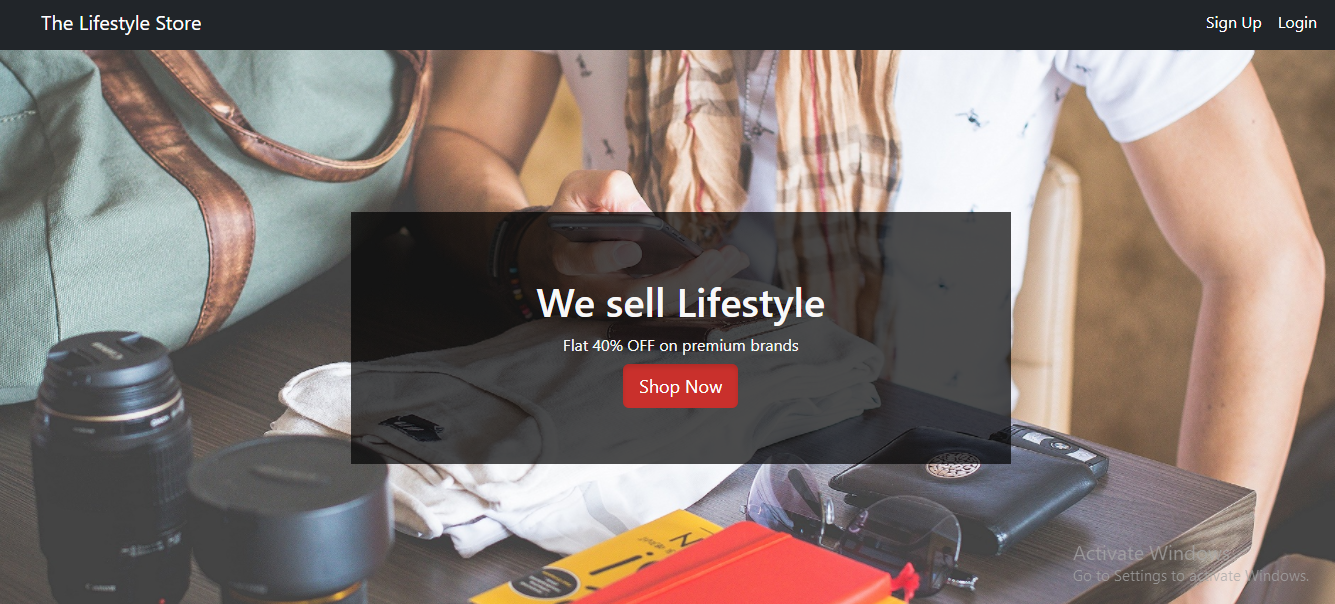 The Lifestyle Store
Sign Up Login
We sell Lifestyle
Flat 40% OFF on premium brands
Shop Now
Activate Windows
Go to Settings to activate Windows.